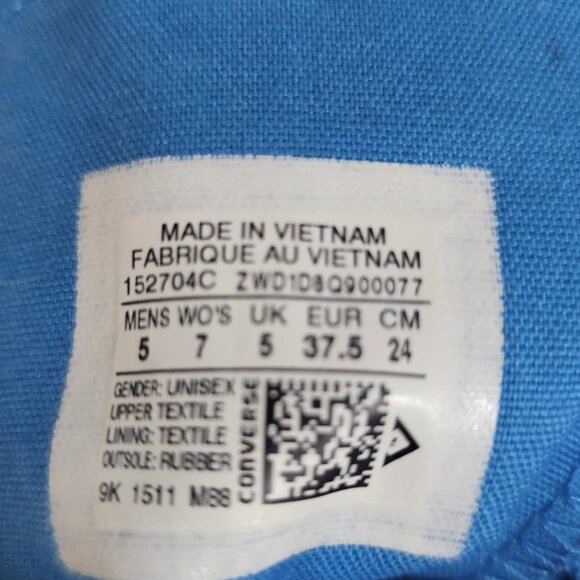 MADE IN VIETNAM
FABRIQUE AU VIETNAM
152704C ZWD1D8Q900077
MENS WO'S UK EUR CM
5 7 5 37.5 24
GENDER: UNISEX
UPPER TEXTILE
LINING: TEXTILE
OUTSOLE: RUBBER
9K 1511 M88
CONVERSE